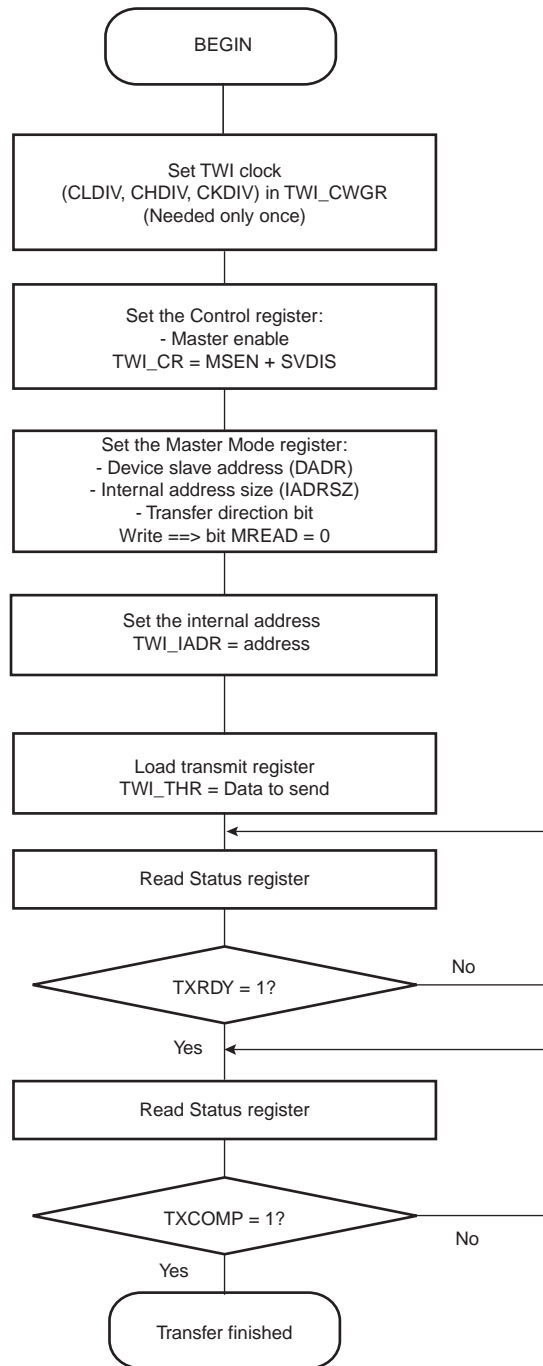 BEGIN
Set TWI clock
(CLDIV, CHDIV, CKDIV) in TWI_CWGR
(Needed only once)
Set the Control register:
- Master enable
TWI_CR = MSEN + SVDIS
Set the Master Mode register:
- Device slave address (DADR)
- Internal address size (IADRSZ)
- Transfer direction bit
Write ==> bit MREAD = 0
Set the internal address
TWI_IADR = address
Load transmit register
TWI_THR = Data to send
Read Status register
TXRDY = 1?
No
Yes
Read Status register
TXCOMP = 1?
No
Yes
Transfer finished